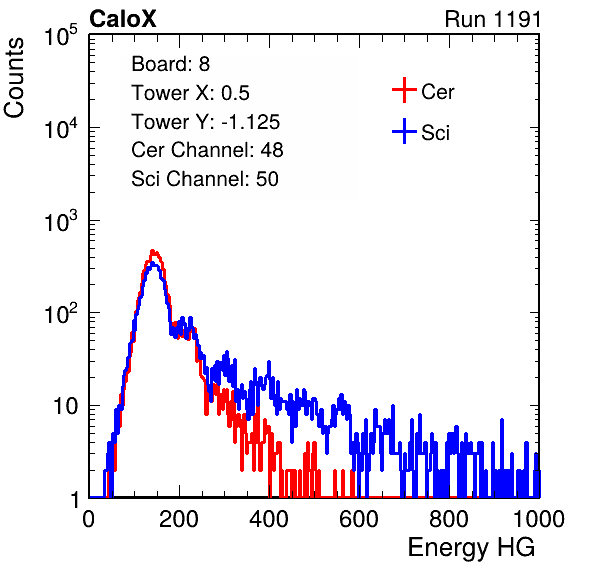 CaloX Run 1191
Counts
10^5
10^4
10^3
10^2
10
1
Board: 8
Tower X: 0.5
Tower Y: -1.125
Cer Channel: 48
Sci Channel: 50
Cer
Sci
0 200 400 600 800 1000
Energy HG